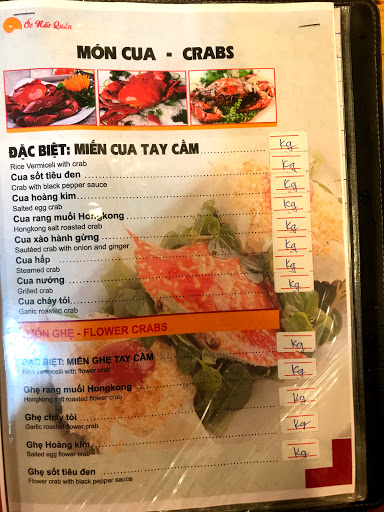 Ốc Nấc Quán
MÓN CUA - CRABS
ĐẶC BIỆT: MIẾN CUA TAY CẦM kg
Rice Vermiceli with crab
Cua sốt tiêu đen kg
Crab with black pepper sauce
Cua hoàng kim kg
Salted egg crab
Cua rang muối Hongkong kg
Hongkong salt roasted crab
Cua xào hành gừng kg
Sautéed crab with onion and ginger
Cua hấp kg
Steamed crab
Cua nướng kg
Grilled crab
Cua cháy tỏi kg
Garlic roasted crab
MÓN GHẸ - FLOWER CRABS
ĐẶC BIỆT: MIẾN GHẸ TAY CẦM kg
Rice vermicelli with flower crab
Ghẹ rang muối Hongkong kg
Hongkong salt roasted flower crab
Ghẹ cháy tỏi kg
Garlic roasted flower crab
Ghẹ Hoàng kim kg
Salted egg flower crab
Ghẹ sốt tiêu đen kg
Flower crab with black pepper sauce